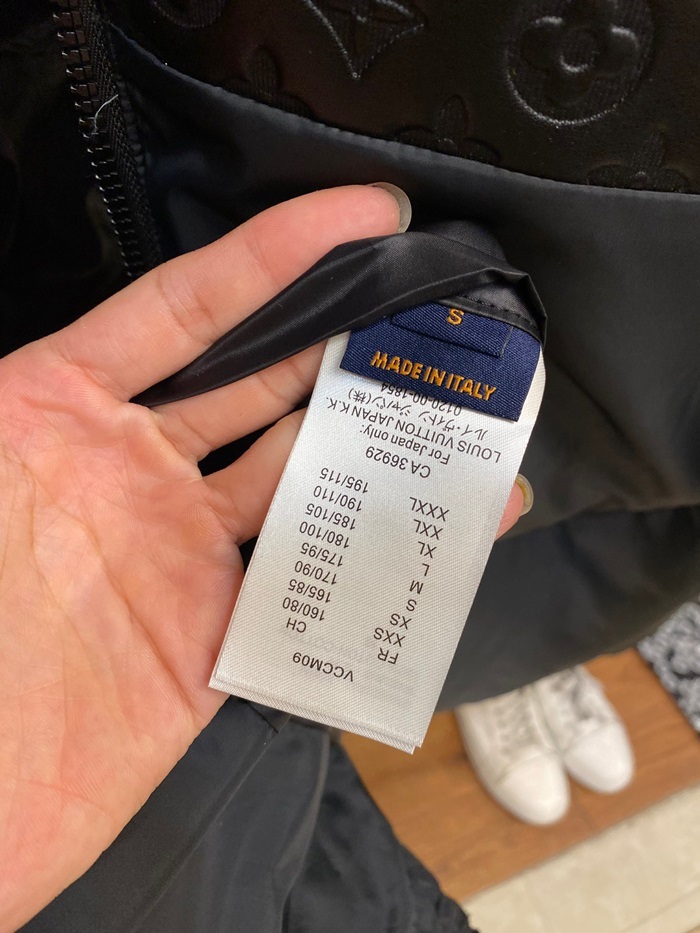 S
MADE IN ITALY
VCCM09
FR CH
XXS 160/80
XS 165/85
S 170/90
M 175/95
L 180/100
XL 185/105
XXL 190/110
XXXL 195/115
CA 36929
For Japan only:
LOUIS VUITTON JAPAN K.K.
ルイ・ヴィトン ジャパン(株)
0120-00-1854